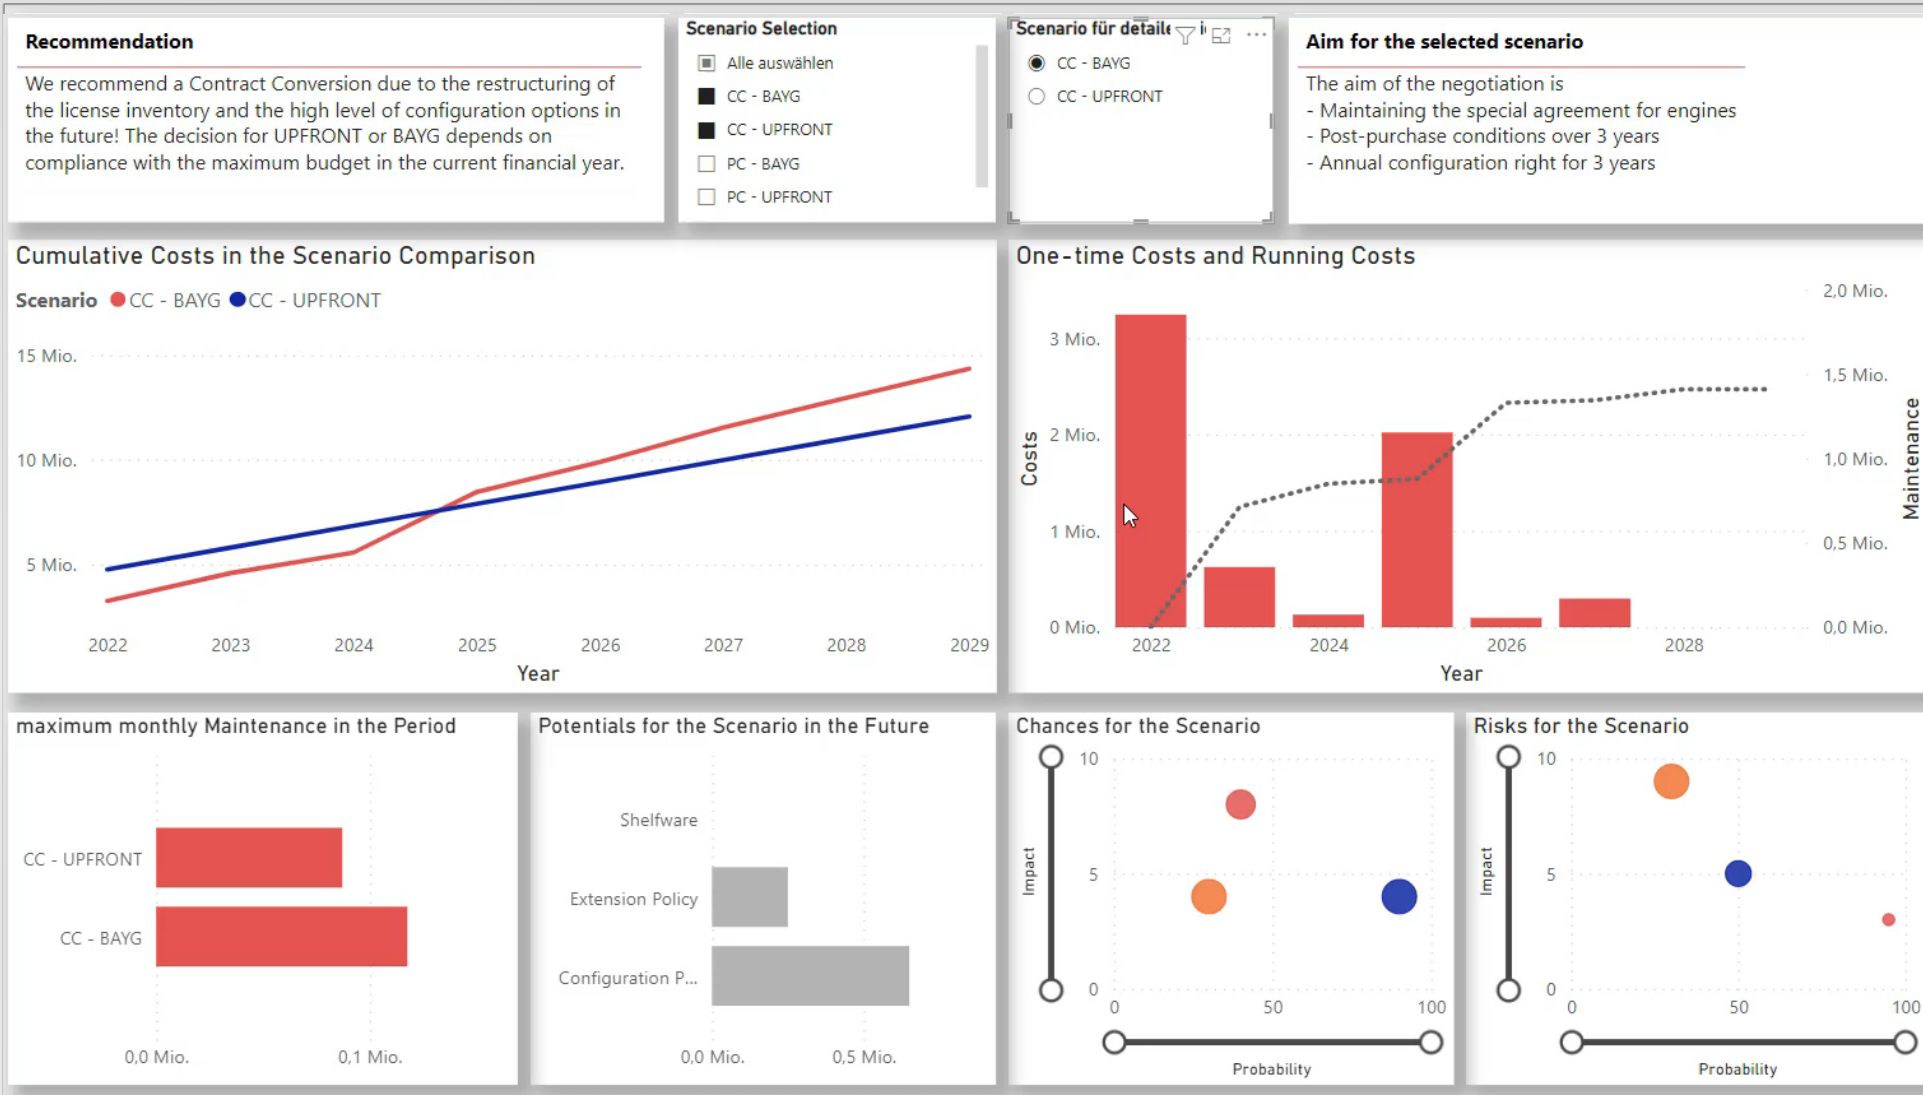 Recommendation
We recommend a Contract Conversion due to the restructuring of
the license inventory and the high level of configuration options in
the future! The decision for UPFRONT or BAYG depends on
compliance with the maximum budget in the current financial year.
Scenario Selection
Alle auswählen
CC - BAYG
CC - UPFRONT
PC - BAYG
PC - UPFRONT
Scenario für
CC - BAYG
CC - UPFRONT
Aim for the selected scenario
The aim of the negotiation is
- Maintaining the special agreement for engines
- Post-purchase conditions over 3 years
- Annual configuration right for 3 years
Cumulative Costs in the Scenario Comparison
Scenario CC - BAYG CC - UPFRONT
15 Mio.
10 Mio.
5 Mio.
2022 2023 2024 2025 2026 2027 2028 2029
Year
One-time Costs and Running Costs
2,0 Mio.
3 Mio.
1,5 Mio.
2 Mio.
1,0 Mio.
1 Mio.
0,5 Mio.
0 Mio.
0,0 Mio.
Costs
Maintenance
2022 2024 2026 2028
Year
maximum monthly Maintenance in the Period
CC - UPFRONT
CC - BAYG
0,0 Mio. 0,1 Mio.
Potentials for the Scenario in the Future
Shelfware
Extension Policy
Configuration P...
0,0 Mio. 0,5 Mio.
Chances for the Scenario
10
5
0
Impact
0 50 100
Probability
Risks for the Scenario
10
5
0
Impact
0 50 100
Probability